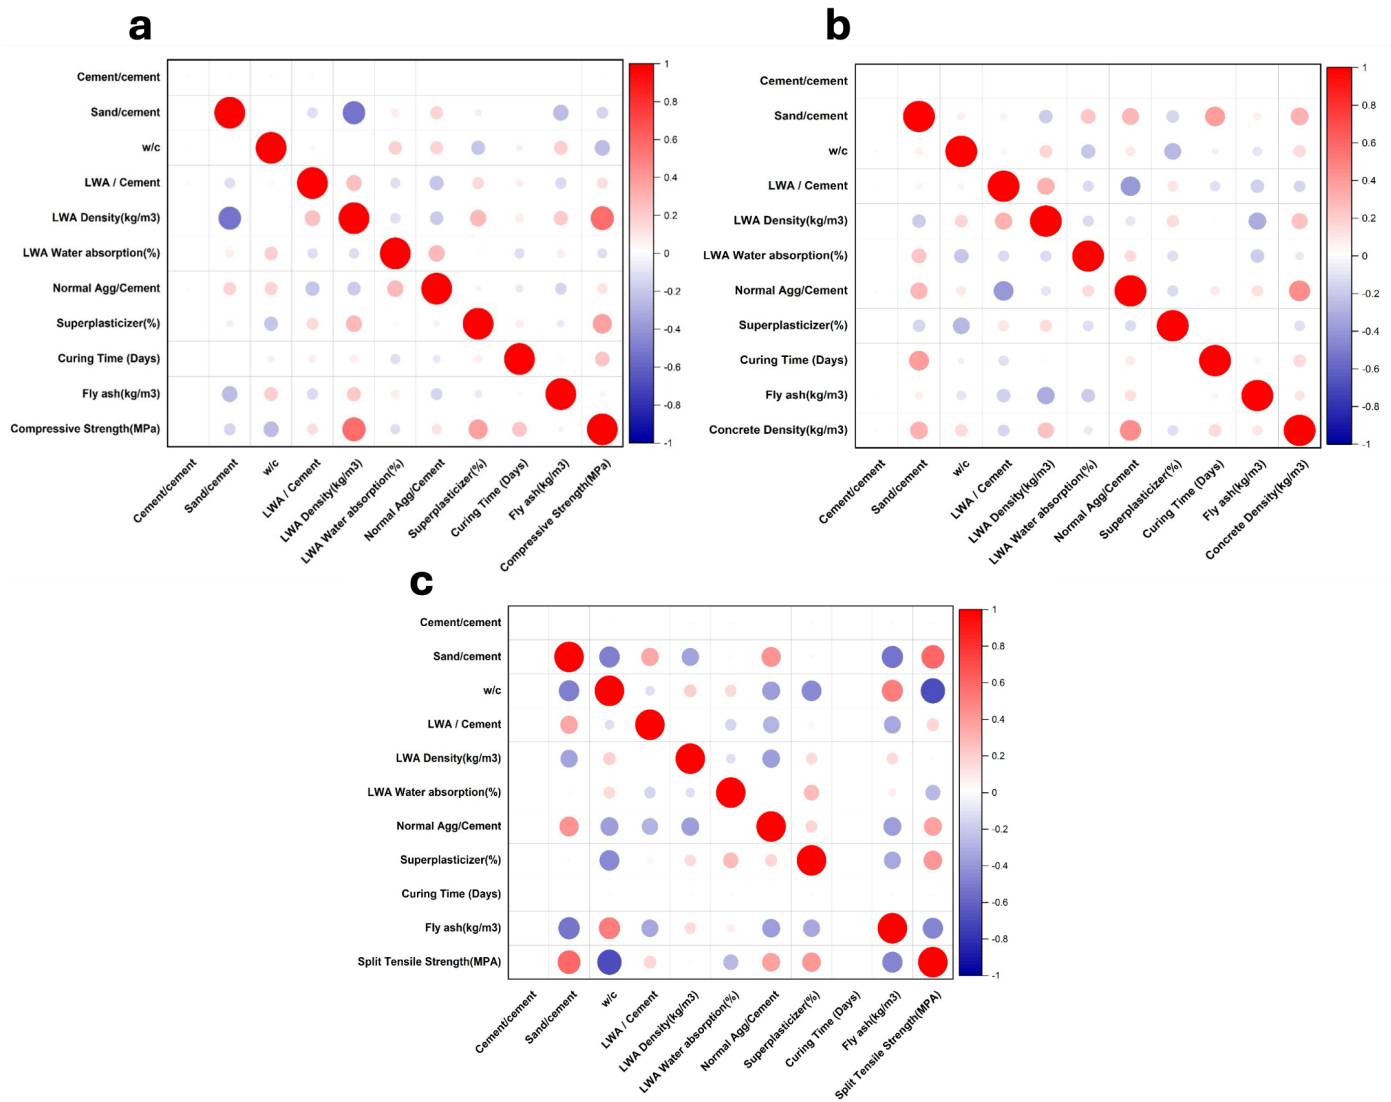 a
Cement/cement
Sand/cement
w/c
LWA / Cement
LWA Density(kg/m3)
LWA Water absorption(%)
Normal Agg/Cement
Superplasticizer(%)
Curing Time (Days)
Fly ash(kg/m3)
Compressive Strength(MPa)
1
0.8
0.6
0.4
0.2
0
-0.2
-0.4
-0.6
-0.8
-1
Cement/cement
Sand/cement
w/c
LWA / Cement
LWA Density(kg/m3)
LWA Water absorption(%)
Normal Agg/Cement
Superplasticizer(%)
Curing Time (Days)
Fly ash(kg/m3)
Compressive Strength(MPa)
b
Cement/cement
Sand/cement
w/c
LWA / Cement
LWA Density(kg/m3)
LWA Water absorption(%)
Normal Agg/Cement
Superplasticizer(%)
Curing Time (Days)
Fly ash(kg/m3)
Concrete Density(kg/m3)
1
0.8
0.6
0.4
0.2
0
-0.2
-0.4
-0.6
-0.8
-1
Cement/cement
Sand/cement
w/c
LWA / Cement
LWA Density(kg/m3)
LWA Water absorption(%)
Normal Agg/Cement
Superplasticizer(%)
Curing Time (Days)
Fly ash(kg/m3)
Concrete Density(kg/m3)
c
Cement/cement
Sand/cement
w/c
LWA / Cement
LWA Density(kg/m3)
LWA Water absorption(%)
Normal Agg/Cement
Superplasticizer(%)
Curing Time (Days)
Fly ash(kg/m3)
Split Tensile Strength(MPA)
1
0.8
0.6
0.4
0.2
0
-0.2
-0.4
-0.6
-0.8
-1
Cement/cement
Sand/cement
w/c
LWA / Cement
LWA Density(kg/m3)
LWA Water absorption(%)
Normal Agg/Cement
Superplasticizer(%)
Curing Time (Days)
Fly ash(kg/m3)
Split Tensile Strength(MPA)